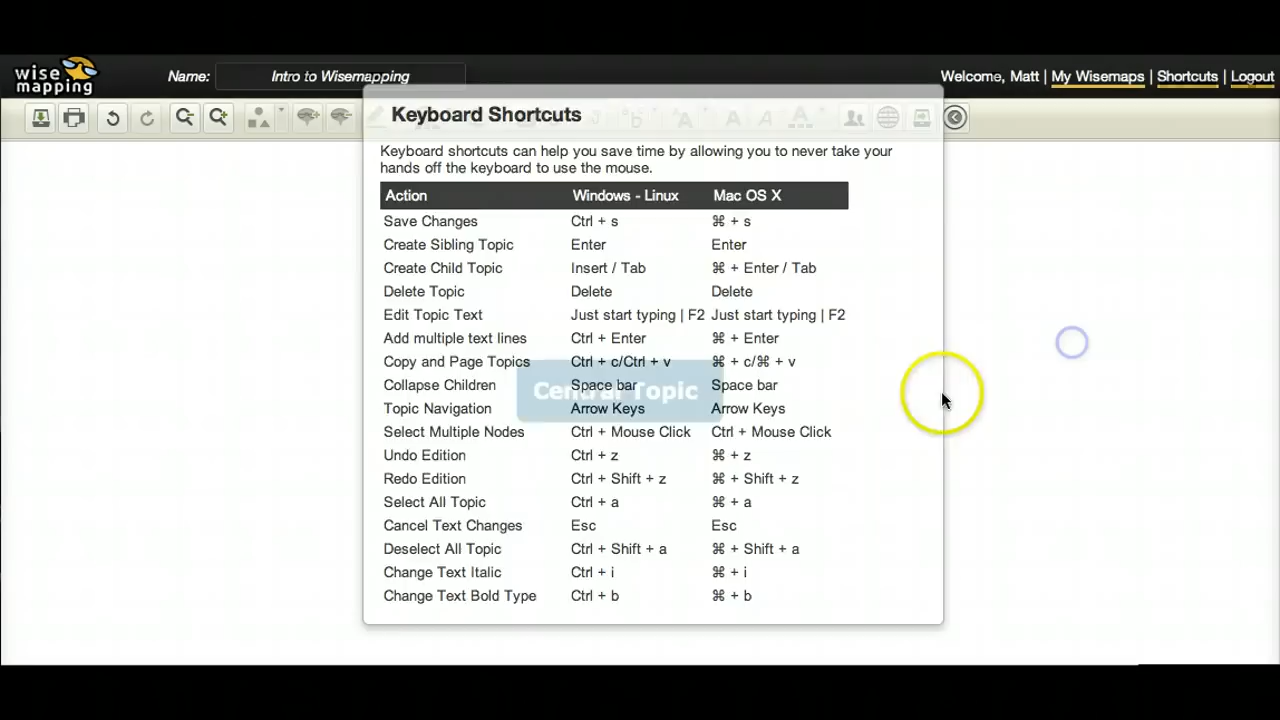 wise
mapping
Name:
Intro to Wisemapping
Welcome, Matt | My Wisemaps | Shortcuts | Logout
Keyboard Shortcuts
Keyboard shortcuts can help you save time by allowing you to never take your
hands off the keyboard to use the mouse.
Action Windows - Linux Mac OS X
Save Changes Ctrl + s ⌘ + s
Create Sibling Topic Enter Enter
Create Child Topic Insert / Tab ⌘ + Enter / Tab
Delete Topic Delete Delete
Edit Topic Text Just start typing | F2 Just start typing | F2
Add multiple text lines Ctrl + Enter ⌘ + Enter
Copy and Page Topics Ctrl + c/Ctrl + v ⌘ + c/⌘ + v
Collapse Children Space bar Space bar
Central Topic
Topic Navigation Arrow Keys Arrow Keys
Select Multiple Nodes Ctrl + Mouse Click Ctrl + Mouse Click
Undo Edition Ctrl + z ⌘ + z
Redo Edition Ctrl + Shift + z ⌘ + Shift + z
Select All Topic Ctrl + a ⌘ + a
Cancel Text Changes Esc Esc
Deselect All Topic Ctrl + Shift + a ⌘ + Shift + a
Change Text Italic Ctrl + i ⌘ + i
Change Text Bold Type Ctrl + b ⌘ + b